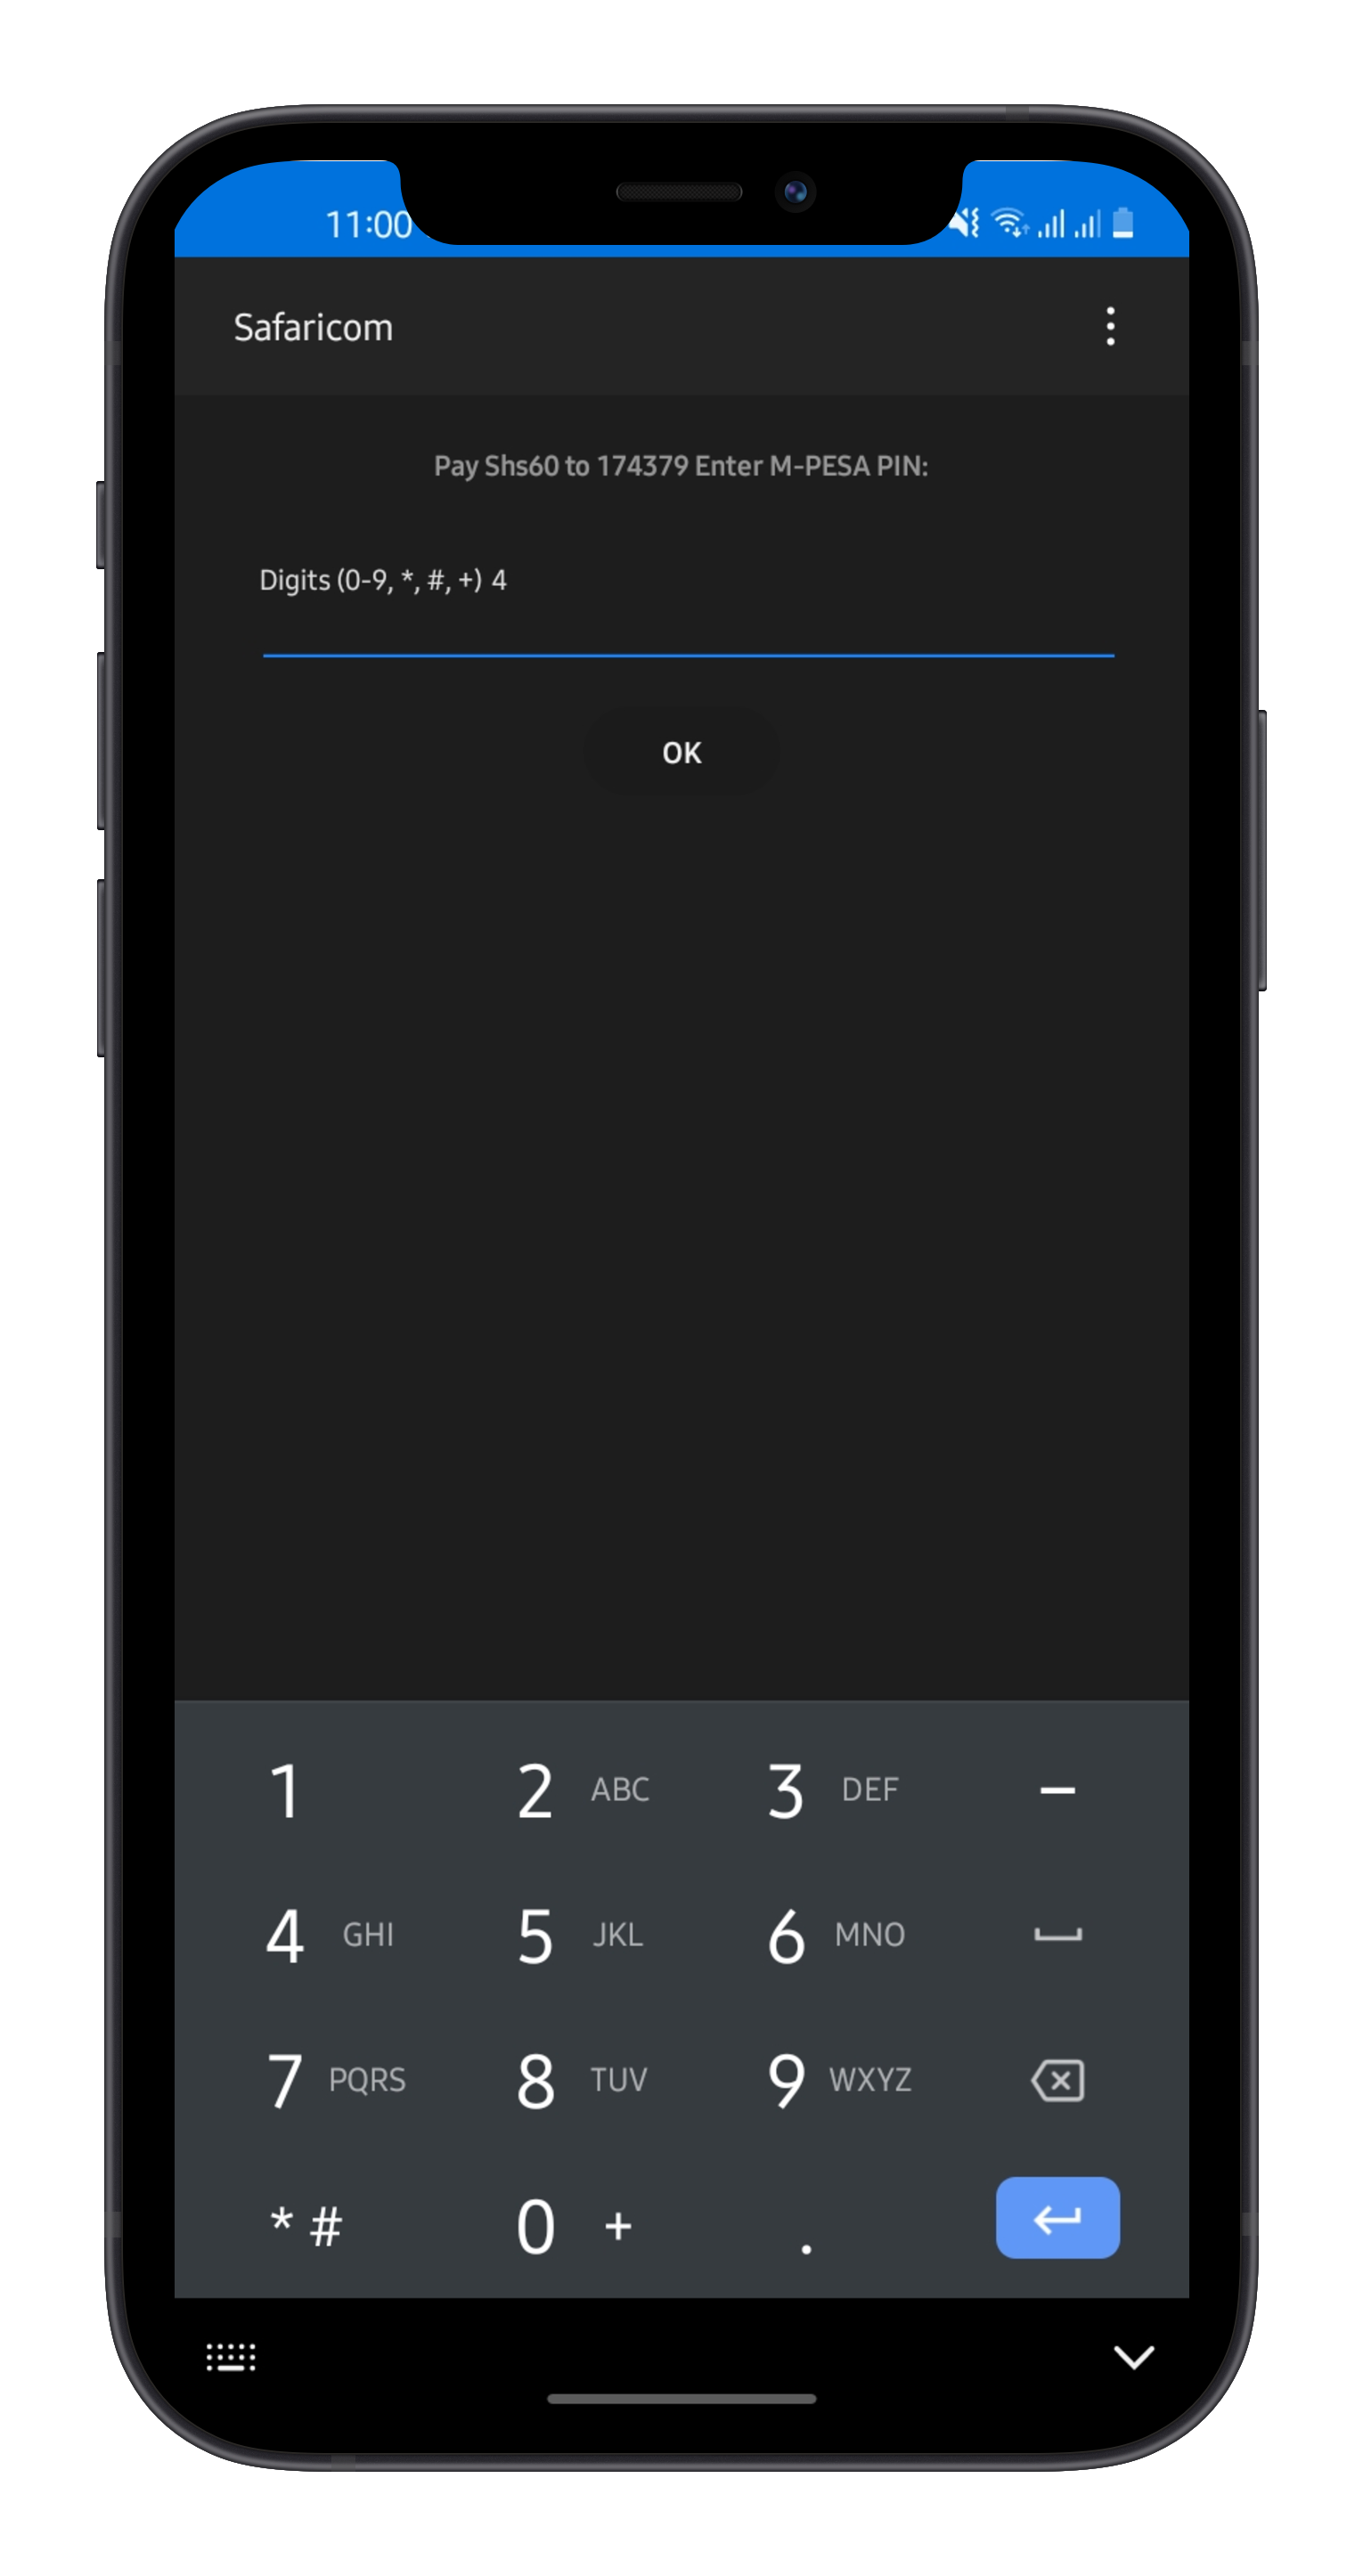 11:00
Safaricom
Pay Shs60 to 174379 Enter M-PESA PIN:
Digits (0-9, *, #, +) 4
OK
1 2 ABC 3 DEF –
4 GHI 5 JKL 6 MNO
7 PQRS 8 TUV 9 WXYZ
* # 0 + .